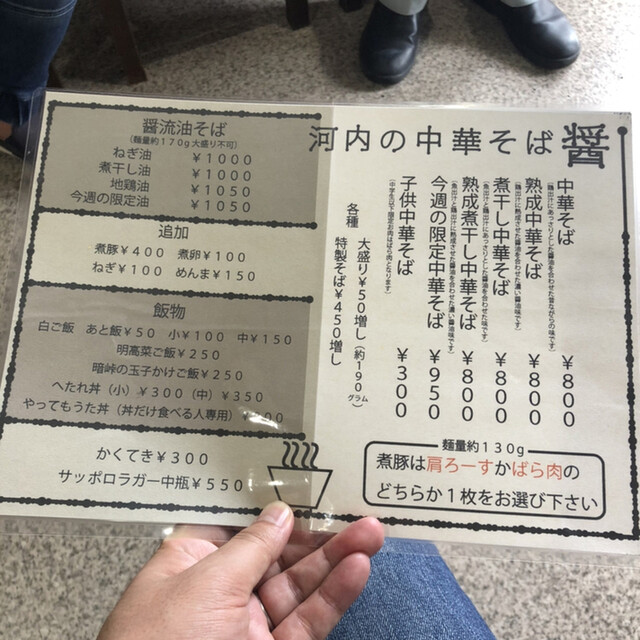 河内の中華そば 醤
中華そば ¥800
熟成中華そば ¥800
煮干し中華そば ¥800
熟成煮干し中華そば ¥800
今週の限定中華そば ¥950
子供中華そば ¥300
各種 大盛り¥50増し(約190グラム)
特製そば¥450増し
麺量約130g
煮豚は肩ろーすかばら肉の
どちらか1枚をお選び下さい
醤流油そば
(麺量約170g大盛り不可)
ねぎ油 ¥1000
煮干し油 ¥1000
地鶏油 ¥1050
今週の限定油 ¥1050
追加
煮豚¥400 煮卵¥100
ねぎ¥100 めんま¥150
飯物
白ご飯 あと飯¥50 小¥100 中¥150
明高菜ご飯¥250
暗峠の玉子かけご飯¥250
へたれ丼(小)¥300(中)¥350
やってもうた丼(丼だけ食べる人専用)
かくてき¥300
サッポロラガー中瓶¥550